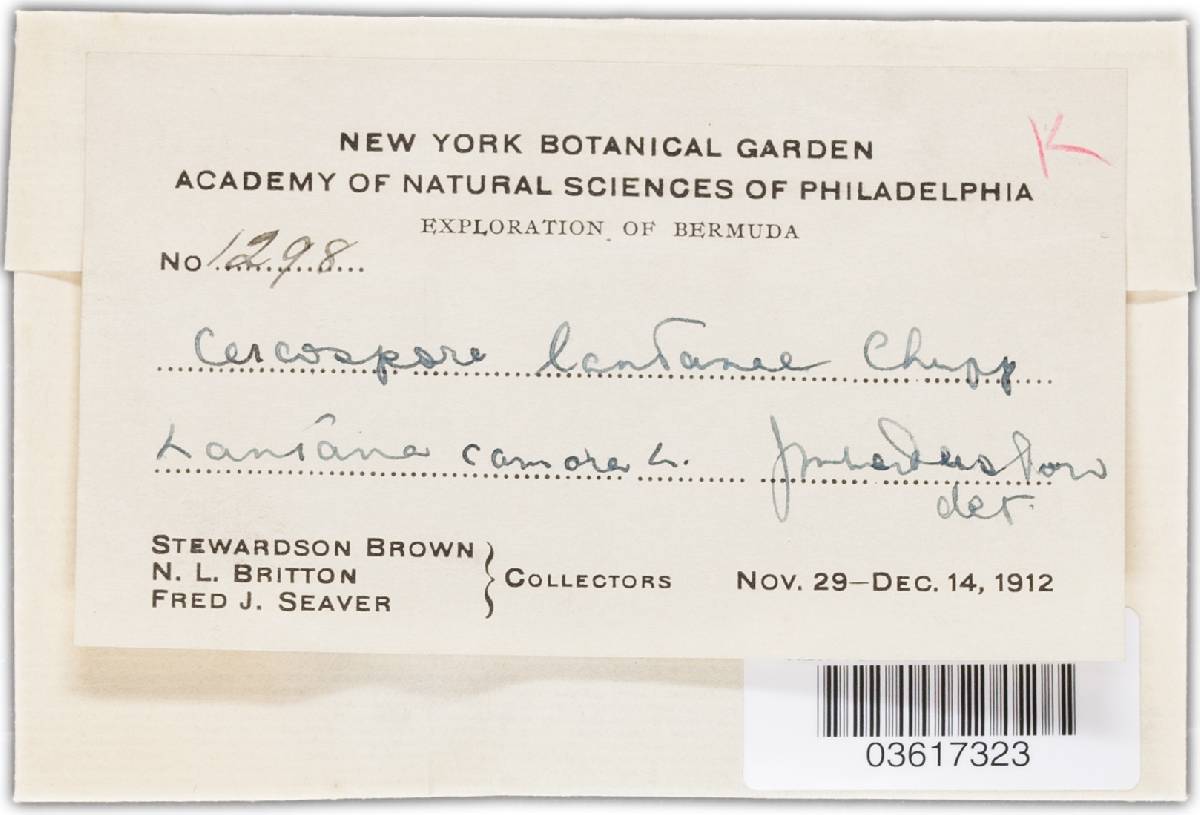 K
NEW YORK BOTANICAL GARDEN
ACADEMY OF NATURAL SCIENCES OF PHILADELPHIA
EXPLORATION OF BERMUDA
No 1298
Cercospora lantanae Chupp
Lantana camara L.
det.
STEWARDSON BROWN
N. L. BRITTON
FRED J. SEAVER
COLLECTORS NOV. 29–DEC. 14, 1912
03617323